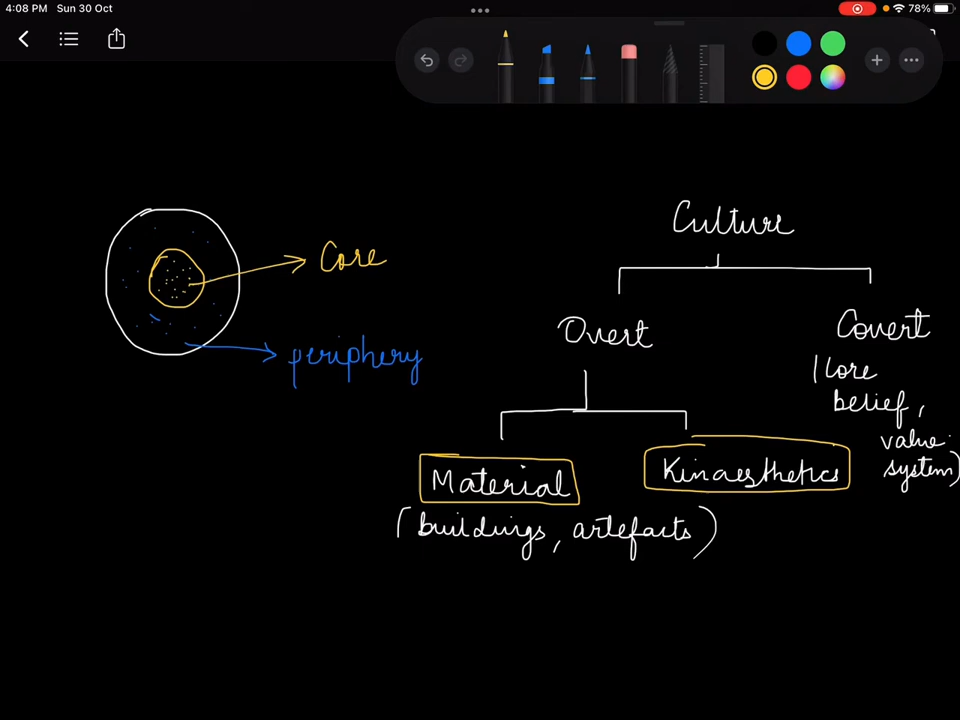 4:08 PM Sun 30 Oct
78%
Culture
Core
Overt
Covert
periphery
(Core
belief,
value
system)
Material
Kinaesthetics
(buildings, artefacts)